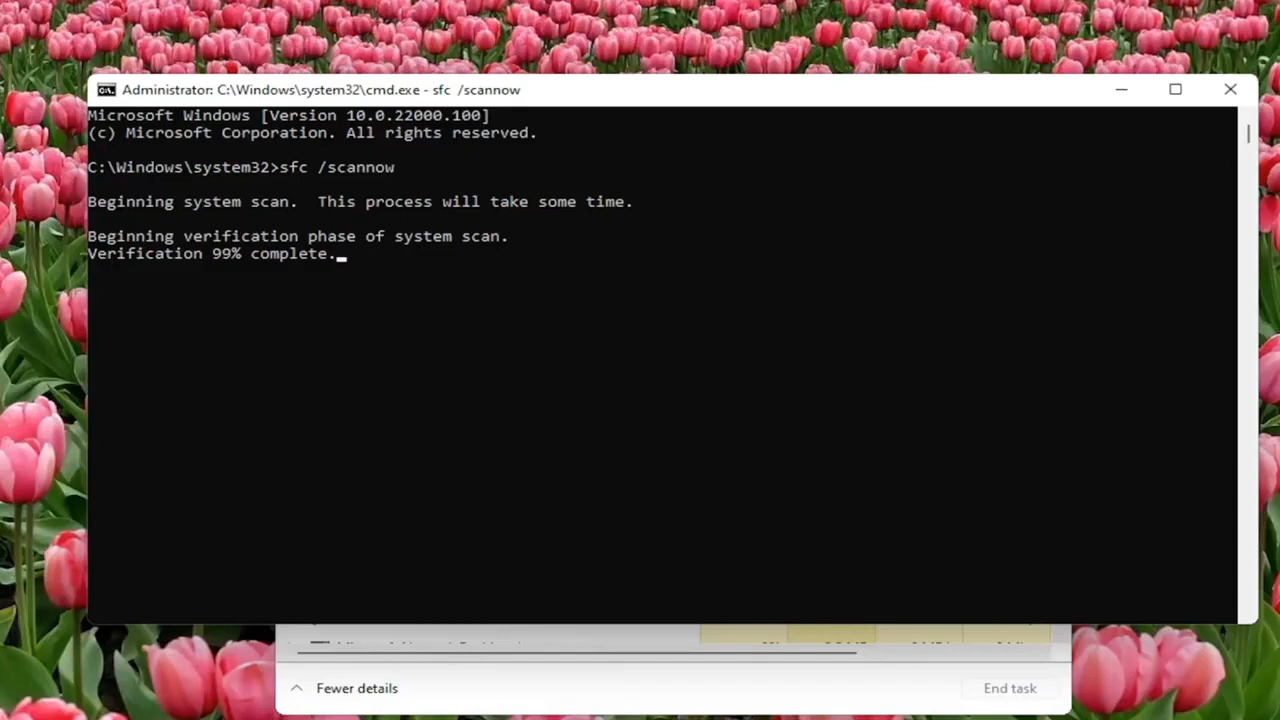 Administrator: C:\Windows\system32\cmd.exe - sfc  /scannow
Microsoft Windows [Version 10.0.22000.100]
(c) Microsoft Corporation. All rights reserved.
C:\Windows\system32>sfc /scannow
Beginning system scan.  This process will take some time.
Beginning verification phase of system scan.
Verification 99% complete.
Fewer details
End task